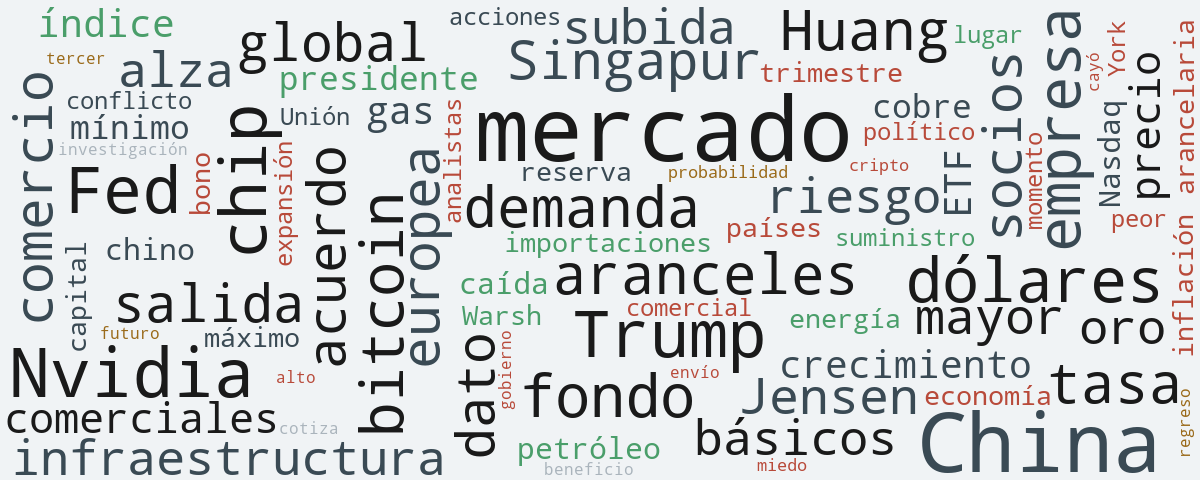 índice
tercer
alza
global
acciones
subida
Huang
lugar
Singapur
presidente
trimestre
cayó
York
arancelaria
comercio
conflicto
mínimo
investigación
Unión
gas
chip
analistas
mercado
cobre
político
socios
empresa
Nasdaq
precio
Fed
bono
expansión
acuerdo
europea
reserva
probabilidad
cripto
ETF
momento
demanda
riesgo
peor
chino
capital
bitcoin
importaciones
países
suministro
inflación
salida
caída
aranceles
dólares
futuro
máximo
Warsh
comercial
Trump
energía
mayor
oro
Nvidia
alto
dato
gobierno
envío
fondo
crecimiento
Jensen
economía
tasa
regreso
comerciales
cotiza
infraestructura
petróleo
beneficio
básicos
miedo
China